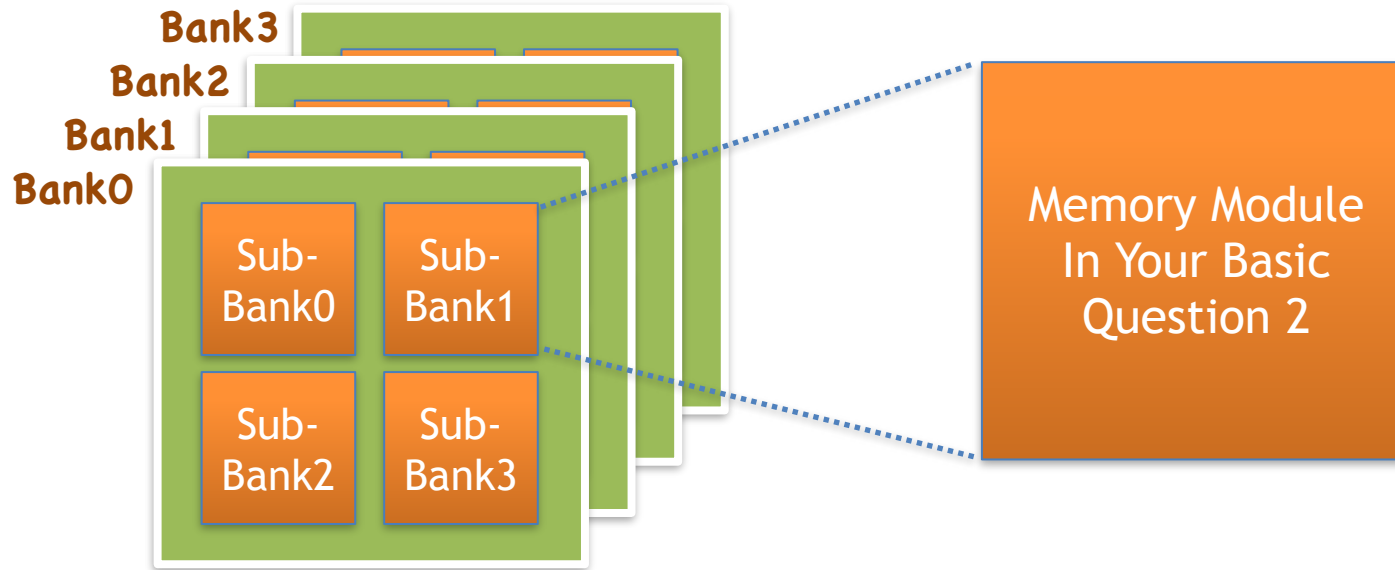 Bank3
Bank2
Bank1
Bank0
Sub-
Bank0
Sub-
Bank1
Sub-
Bank2
Sub-
Bank3
Memory Module
In Your Basic
Question 2